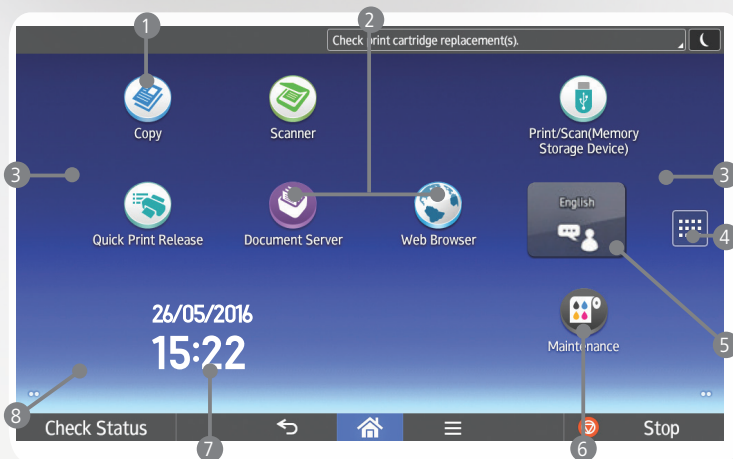 1
2
Check print cartridge replacement(s).
Copy
Scanner
Print/Scan(Memory
Storage Device)
3
3
English
4
Quick Print Release
Document Server
Web Browser
26/05/2016
15:22
Maintenance
5
8
Check Status
Stop
7
6